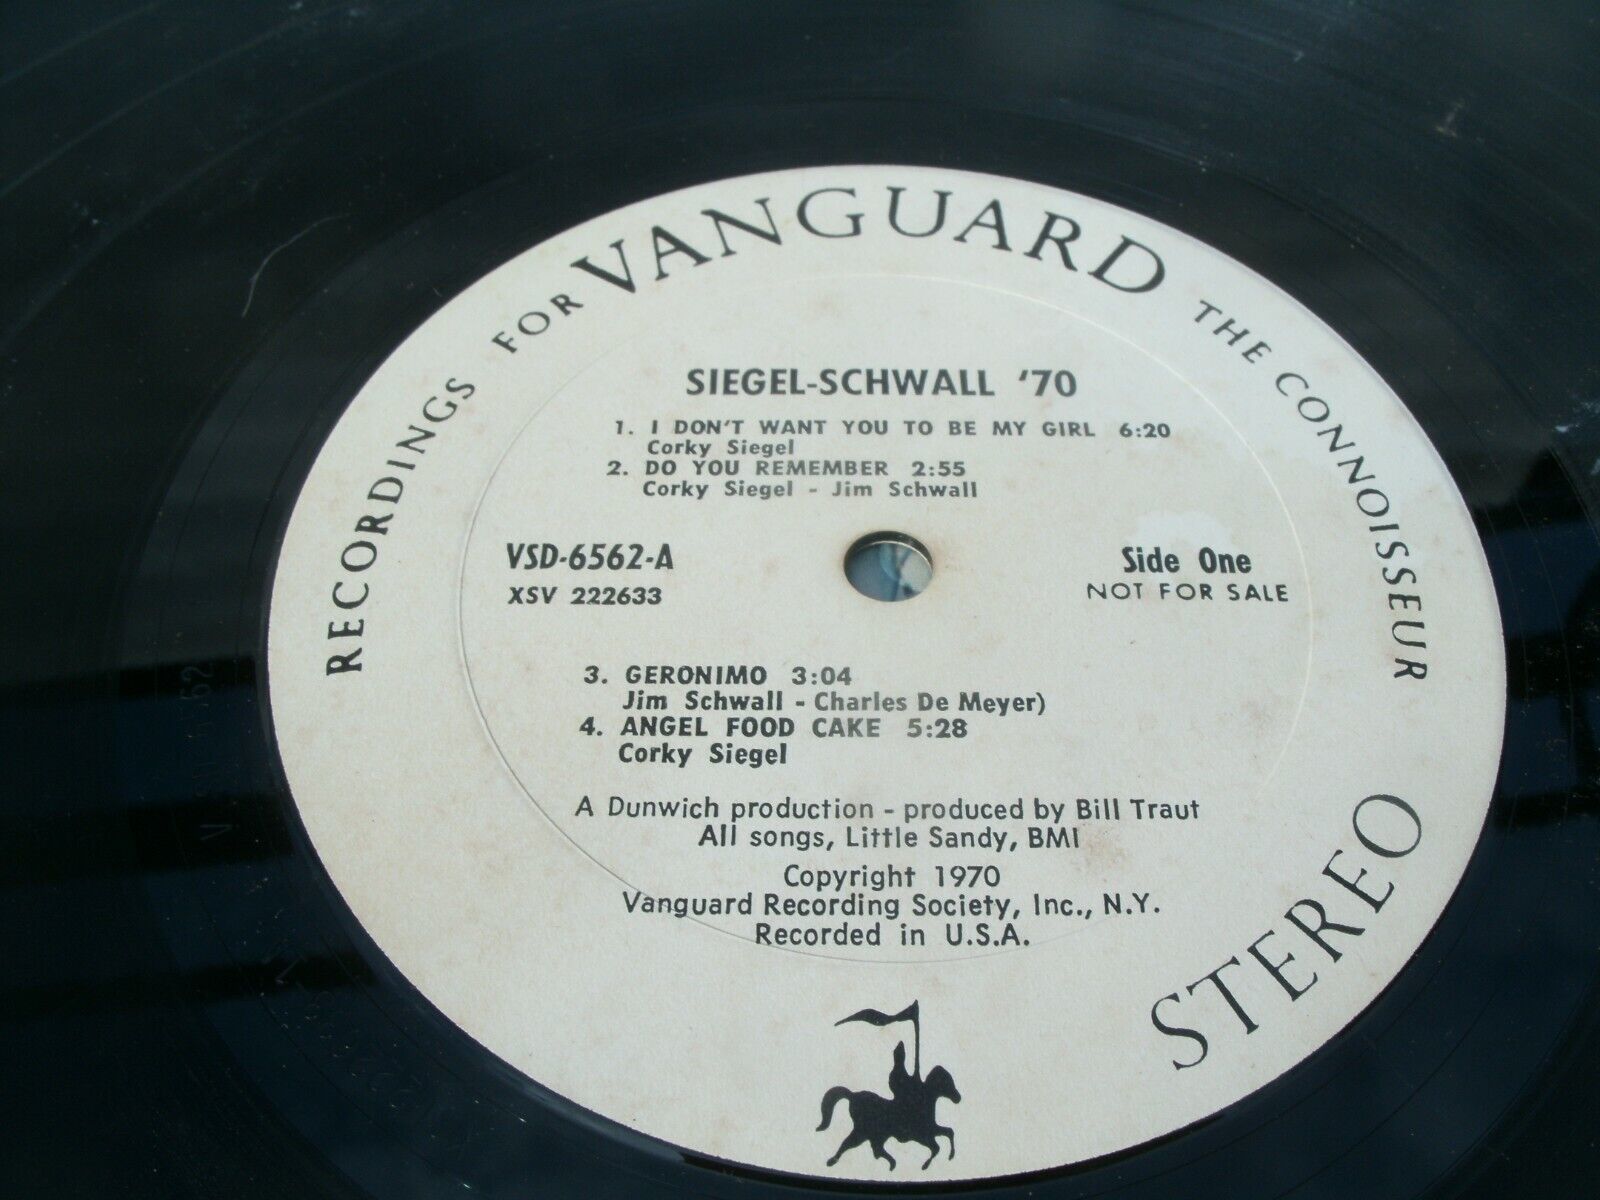 RECORDINGS FOR VANGUARD THE CONNOISSEUR
SIEGEL-SCHWALL '70
1. I DON'T WANT YOU TO BE MY GIRL 6:20
Corky Siegel
2. DO YOU REMEMBER 2:55
Corky Siegel - Jim Schwall
VSD-6562-A
XSV 222633
Side One
NOT FOR SALE
3. GERONIMO 3:04
Jim Schwall - Charles De Meyer)
4. ANGEL FOOD CAKE 5:28
Corky Siegel
A Dunwich production - produced by Bill Traut
All songs, Little Sandy, BMI
Copyright 1970
Vanguard Recording Society, Inc., N.Y.
Recorded in U.S.A.
STEREO